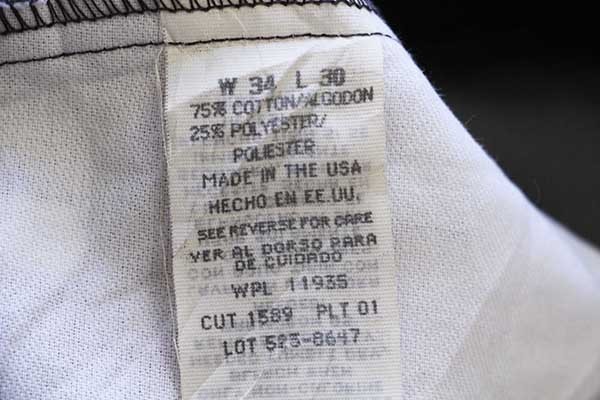 W 34 L 30
75% COTTON/ALGODON
25% POLYESTER/
POLIESTER
MADE IN THE USA
HECHO EN EE.UU.
SEE REVERSE FOR CARE
VER AL DORSO PARA
DE CUIDADO
WPL 11935
CUT 1589 PLT 01
LOT 523-8647